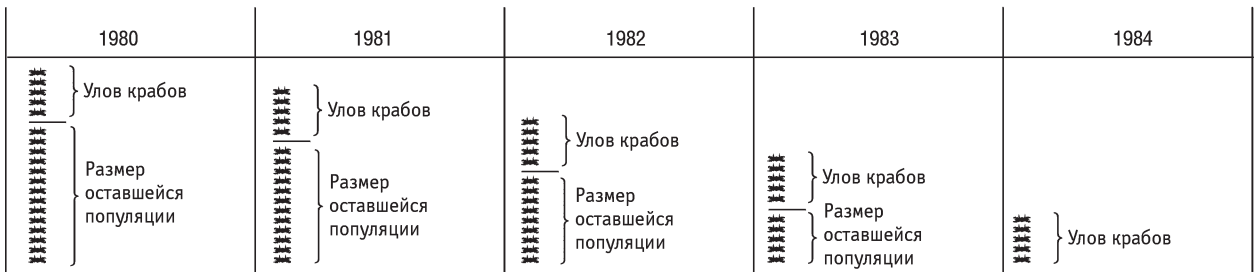 1980
1981
1982
1983
1984
Улов крабов
Размер
оставшейся
популяции
Улов крабов
Размер
оставшейся
популяции
Улов крабов
Размер
оставшейся
популяции
Улов крабов
Размер
оставшейся
популяции
Улов крабов